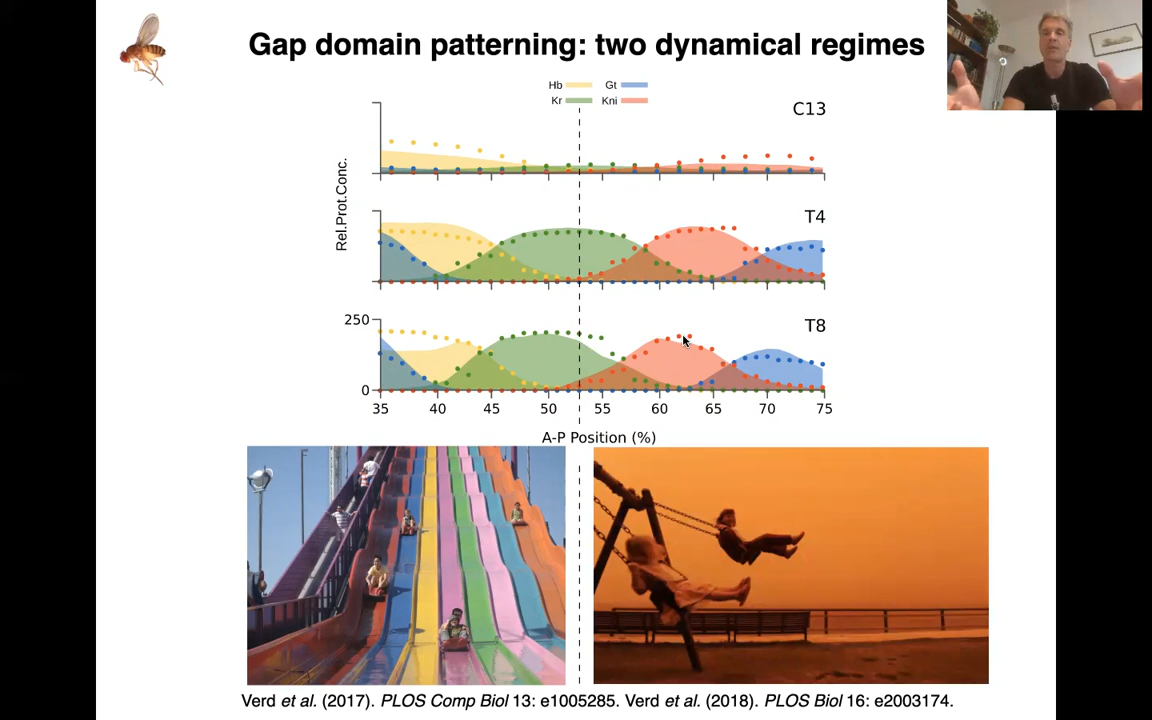 Gap domain patterning: two dynamical regimes
Hb Gt
Kr Kni
C13
Rel.Prot.Conc.
T4
250
T8
0
35 40 45 50 55 60 65 70 75
A-P Position (%)
Verd et al. (2017). PLOS Comp Biol 13: e1005285. Verd et al. (2018). PLOS Biol 16: e2003174.